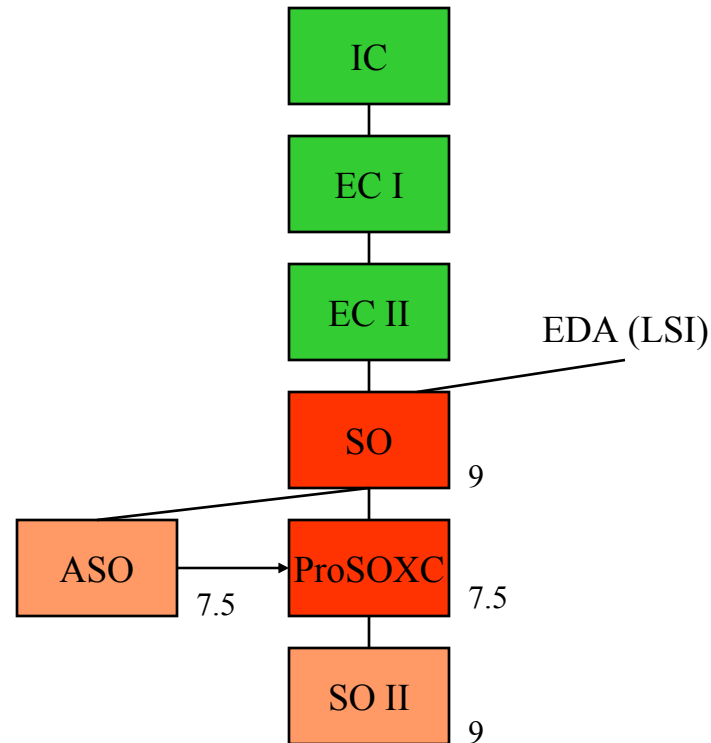 IC
EC I
EC II
EDA (LSI)
SO
9
ASO
7.5
ProSOXC
7.5
SO II
9